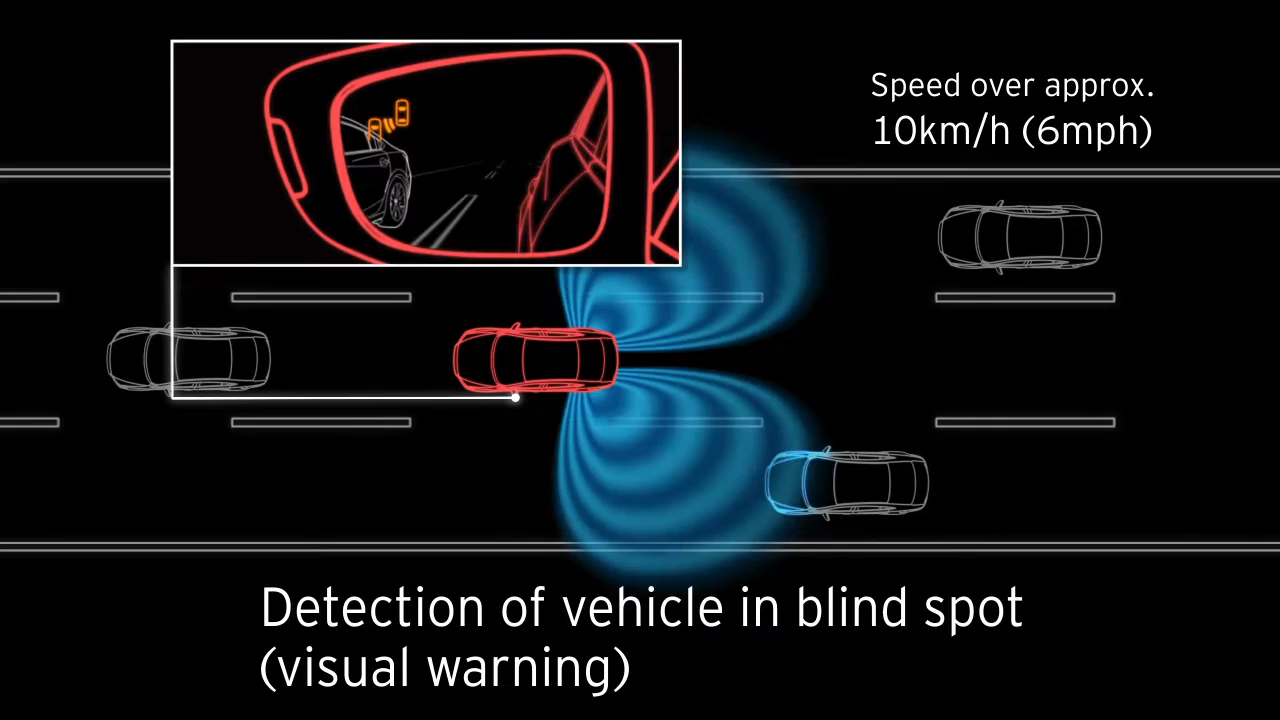 Speed over approx.
10km/h (6mph)
Detection of vehicle in blind spot
(visual warning)